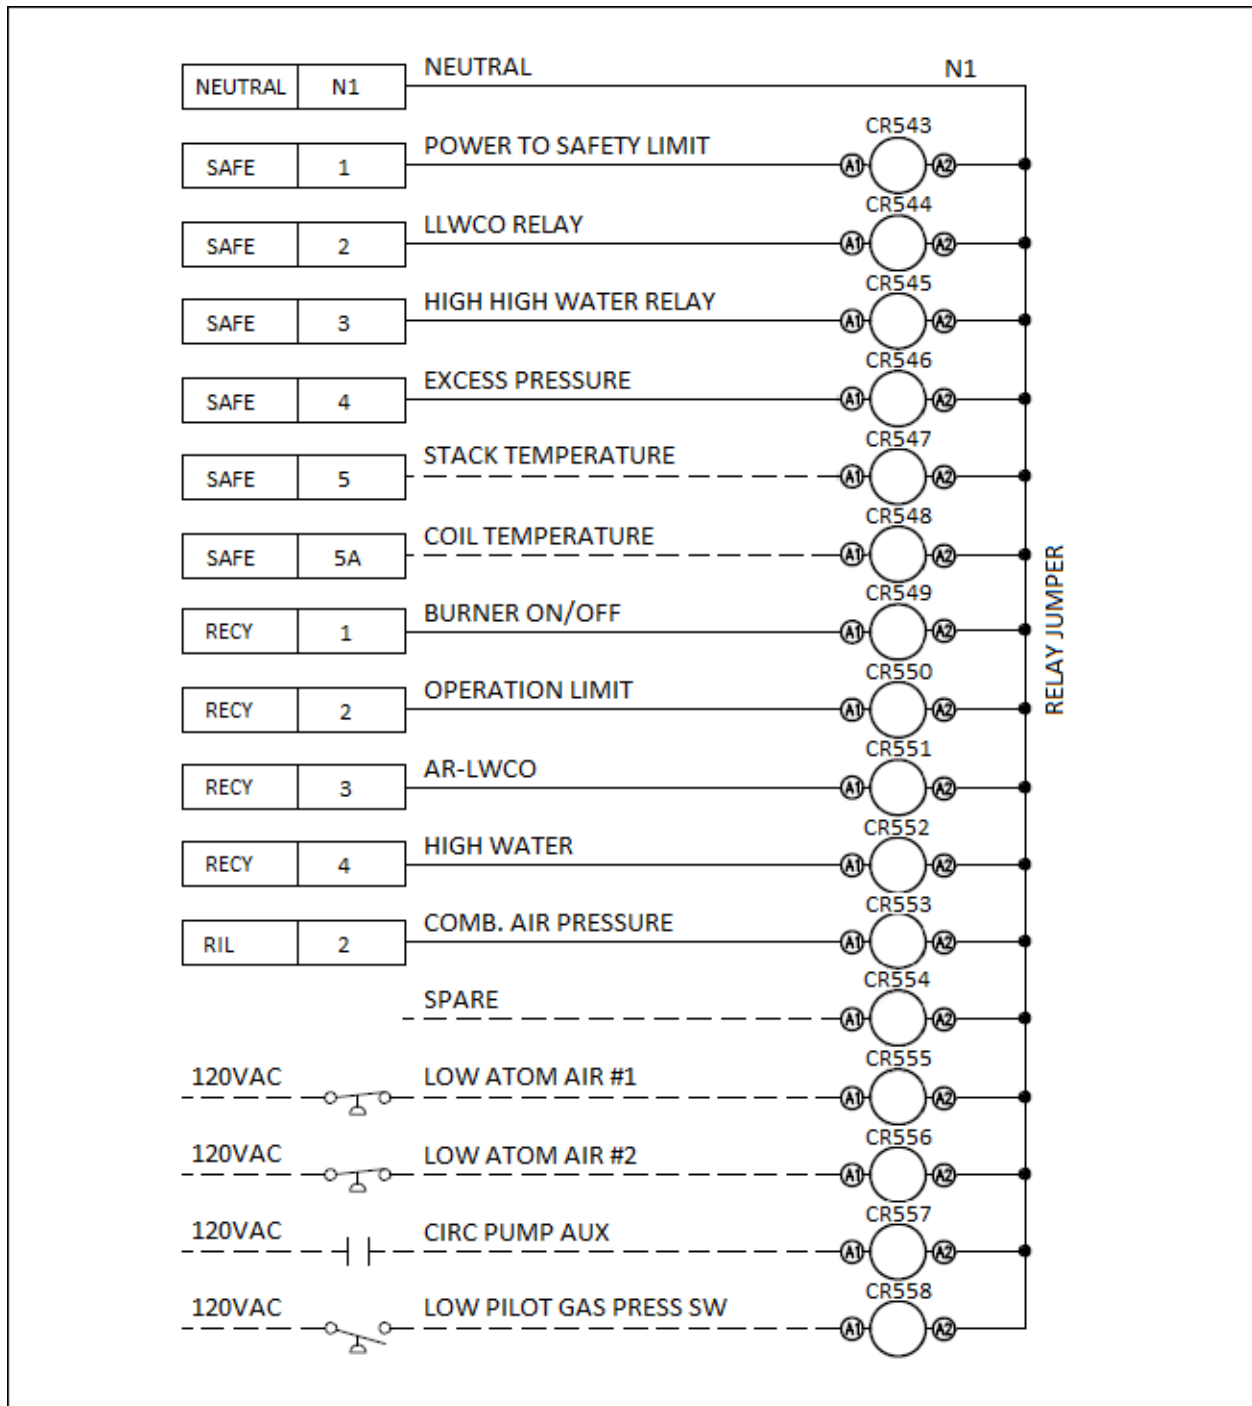 NEUTRAL N1 NEUTRAL N1
CR543
SAFE 1 POWER TO SAFETY LIMIT A1 A2
CR544
SAFE 2 LLWCO RELAY A1 A2
CR545
SAFE 3 HIGH HIGH WATER RELAY A1 A2
CR546
SAFE 4 EXCESS PRESSURE A1 A2
CR547
SAFE 5 STACK TEMPERATURE A1 A2
CR548
SAFE 5A COIL TEMPERATURE A1 A2
CR549
RECY 1 BURNER ON/OFF A1 A2
CR550
RECY 2 OPERATION LIMIT A1 A2
CR551
RECY 3 AR-LWCO A1 A2
CR552
RECY 4 HIGH WATER A1 A2
CR553
RIL 2 COMB. AIR PRESSURE A1 A2
CR554
SPARE A1 A2
CR555
120VAC LOW ATOM AIR #1 A1 A2
CR556
120VAC LOW ATOM AIR #2 A1 A2
CR557
120VAC CIRC PUMP AUX A1 A2
CR558
120VAC LOW PILOT GAS PRESS SW A1 A2
RELAY JUMPER